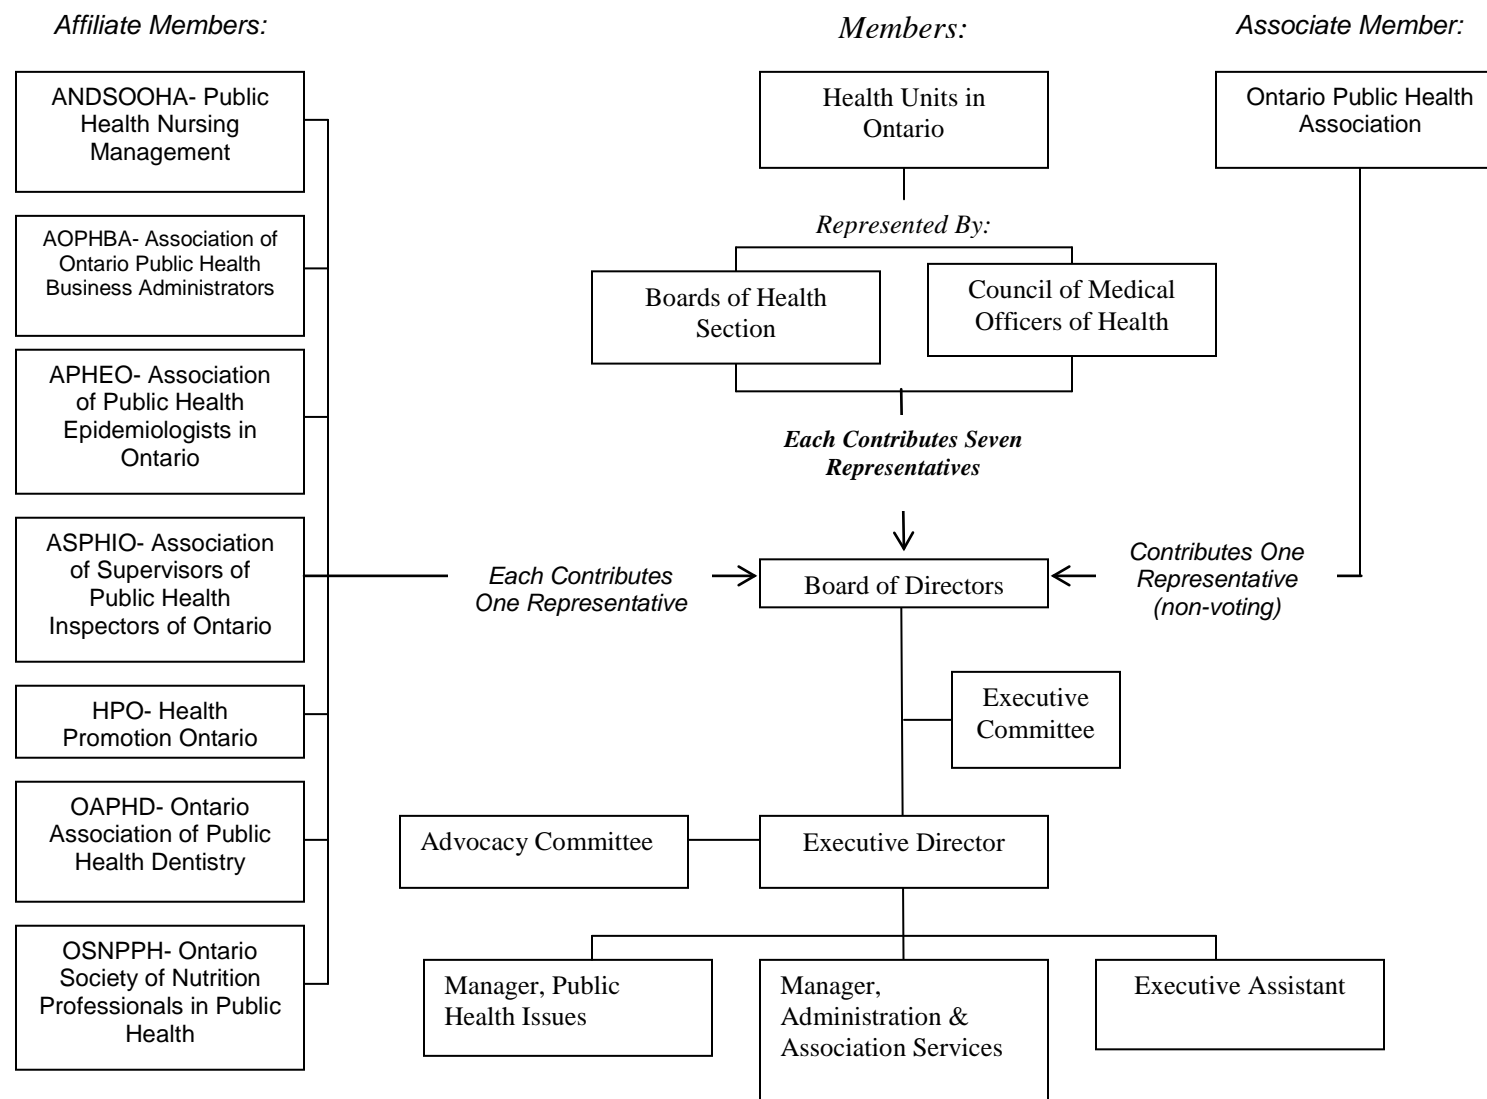 Affiliate Members:
ANDSOOHA- Public
Health Nursing
Management
AOPHBA- Association of
Ontario Public Health
Business Administrators
APHEO- Association
of Public Health
Epidemiologists in
Ontario
ASPHIO- Association
of Supervisors of
Public Health
Inspectors of Ontario
HPO- Health
Promotion Ontario
OAPHD- Ontario
Association of Public
Health Dentistry
OSNPPH- Ontario
Society of Nutrition
Professionals in Public
Health
Each Contributes
One Representative
Members:
Health Units in
Ontario
Represented By:
Boards of Health
Section
Council of Medical
Officers of Health
Each Contributes Seven
Representatives
Associate Member:
Ontario Public Health
Association
Contributes One
Representative
(non-voting)
Board of Directors
Executive
Committee
Advocacy Committee
Executive Director
Manager, Public
Health Issues
Manager,
Administration &
Association Services
Executive Assistant